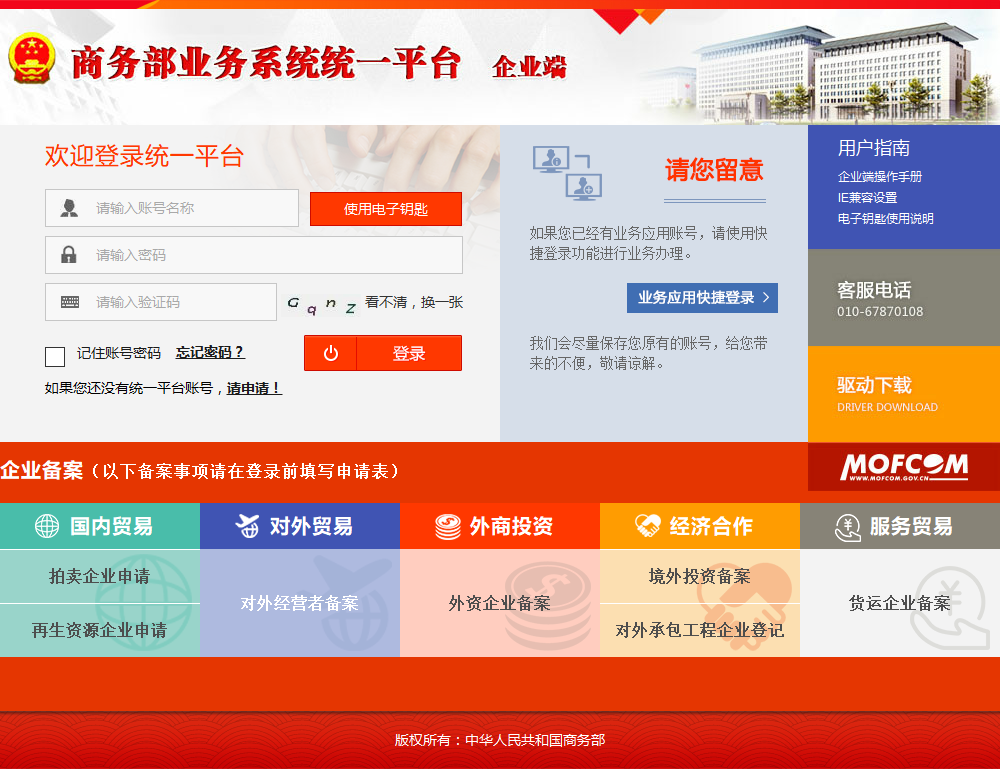 商务部业务系统统一平台 企业端
欢迎登录统一平台
请输入账号名称
使用电子钥匙
请输入密码
请输入验证码
G q n z
看不清，换一张
记住账号密码
忘记密码？
登录
如果您还没有统一平台账号，请申请！
请您留意
如果您已经有业务应用账号，请使用快
捷登录功能进行业务办理。
业务应用快捷登录
我们会尽量保存您原有的账号，给您带
来的不便，敬请谅解。
用户指南
企业端操作手册
IE兼容设置
电子钥匙使用说明
客服电话
010-67870108
驱动下载
DRIVER DOWNLOAD
MOFCOM
WWW.MOFCOM.GOV.CN
企业备案（以下备案事项请在登录前填写申请表）
国内贸易
拍卖企业申请
再生资源企业申请
对外贸易
对外经营者备案
外商投资
外资企业备案
经济合作
境外投资备案
对外承包工程企业登记
服务贸易
货运企业备案
版权所有：中华人民共和国商务部